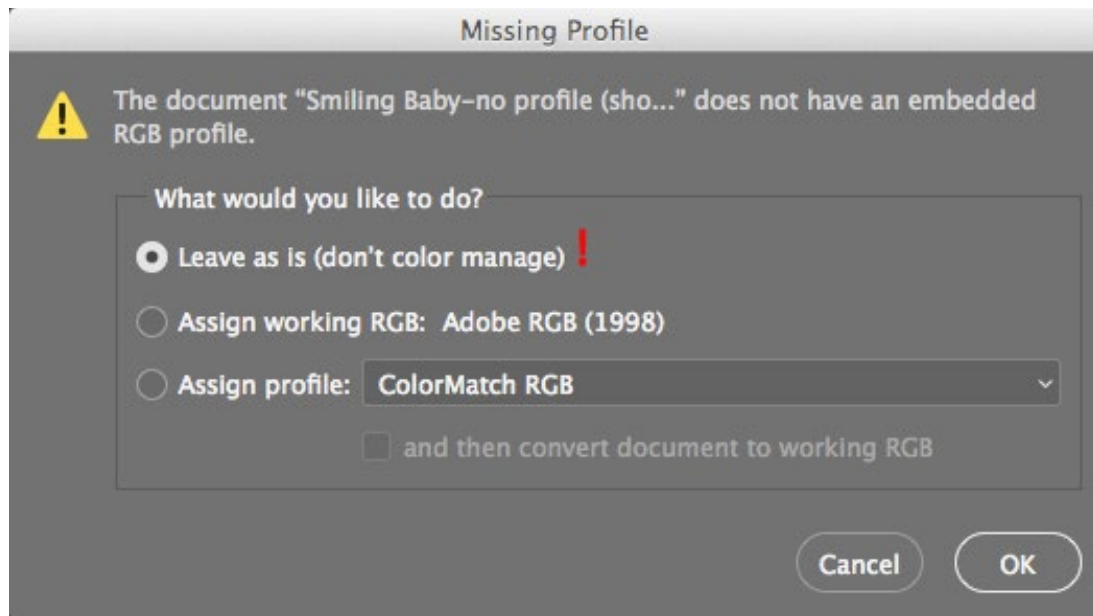 Missing Profile
The document “Smiling Baby–no profile (sho...” does not have an embedded
RGB profile.
What would you like to do?
Leave as is (don’t color manage) !
Assign working RGB: Adobe RGB (1998)
Assign profile: ColorMatch RGB
and then convert document to working RGB
Cancel OK